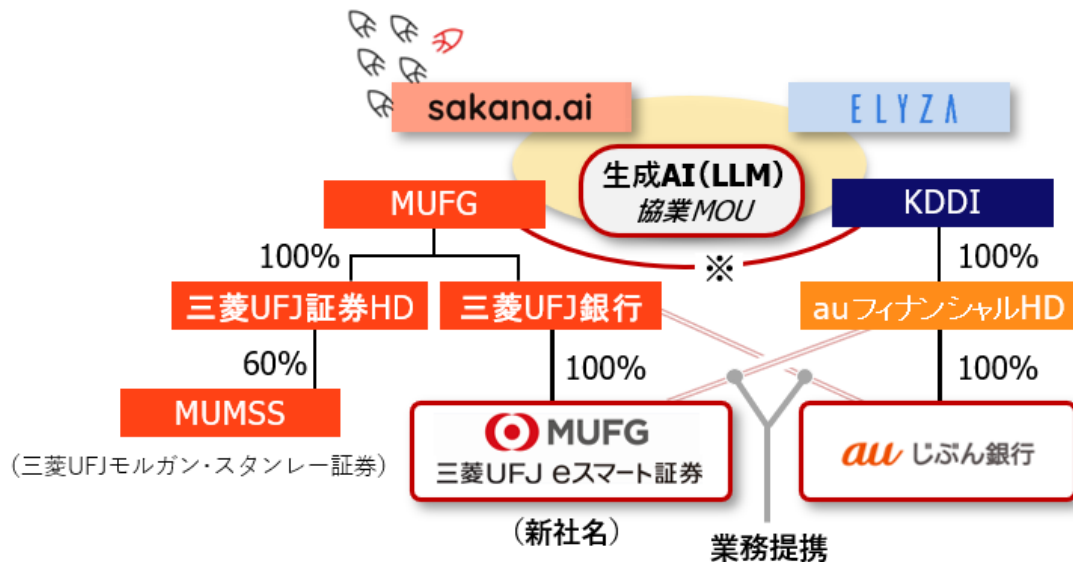 sakana.ai
ELYZA
生成AI(LLM)
協業MOU
MUFG
KDDI
※
100%
100%
三菱UFJ証券HD
三菱UFJ銀行
auフィナンシャルHD
60%
100%
100%
MUMSS
(三菱UFJモルガン・スタンレー証券)
MUFG
三菱UFJ eスマート証券
au じぶん銀行
(新社名)
業務提携